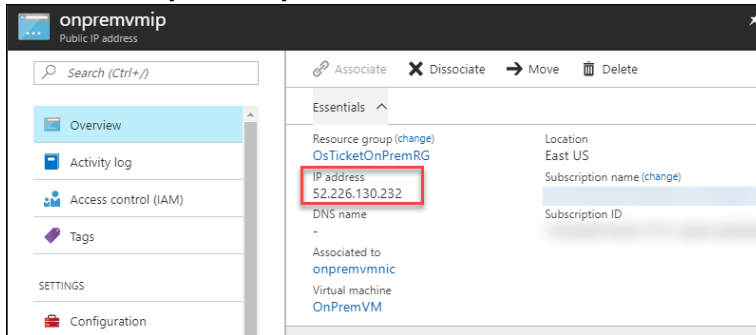 onpremvmip
Public IP address
Search (Ctrl+/)
Overview
Activity log
Access control (IAM)
Tags
SETTINGS
Configuration
Associate Dissociate Move Delete
Essentials
Resource group (change)
OsTicketOnPremRG
IP address
52.226.130.232
DNS name
-
Associated to
onpremvmnic
Virtual machine
OnPremVM
Location
East US
Subscription name (change)
Subscription ID